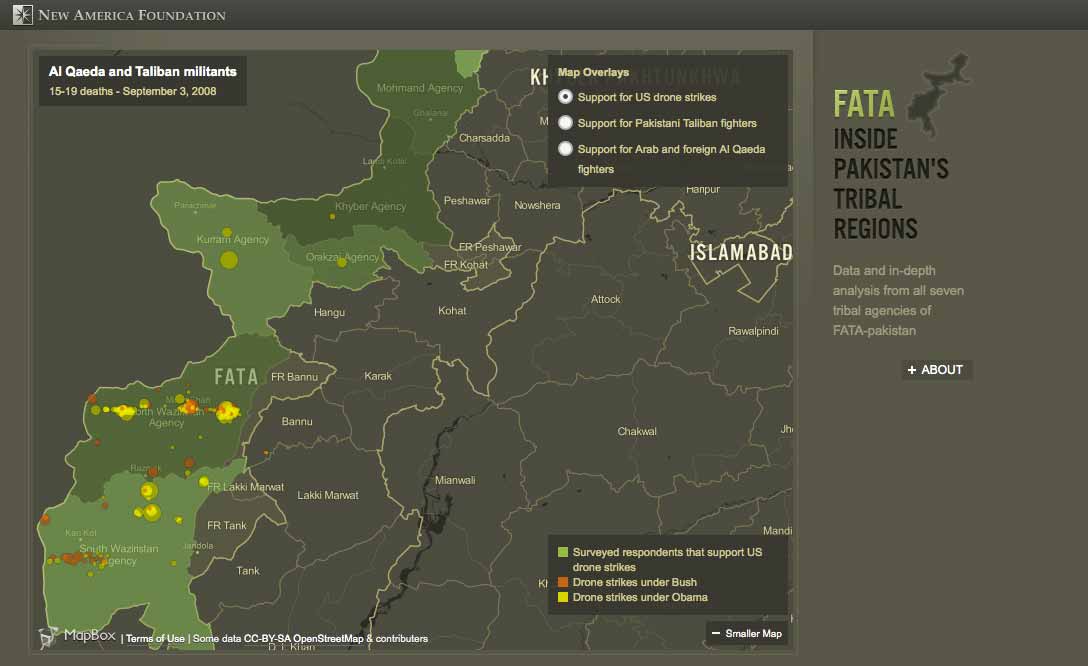 New America Foundation
Al Qaeda and Taliban militants
15-19 deaths - September 3, 2008
Map Overlays
Support for US drone strikes
Support for Pakistani Taliban fighters
Support for Arab and foreign Al Qaeda
fighters
FATA
INSIDE
PAKISTAN'S
TRIBAL
REGIONS
Data and in-depth
analysis from all seven
tribal agencies of
FATA-pakistan
+ ABOUT
Mohmand Agency
Ghalanai
Charsadda
Landi Kotal
Haripur
Peshawar
Nowshera
Parachinar
Khyber Agency
Kurram Agency
FR Peshawar
ISLAMABAD
Orakzai Agency
FR Kohat
Attock
Hangu
Kohat
Rawalpindi
FATA
FR Bannu
Karak
North Waziristan
Agency
Bannu
Chakwal
Razmak
Mianwali
FR Lakki Marwat
Lakki Marwat
FR Tank
Mandi
Kan Kot
South Waziristan
Agency
Jandola
Tank
D. I. Khan
Surveyed respondents that support US
drone strikes
Drone strikes under Bush
Drone strikes under Obama
− Smaller Map
MapBox | Terms of Use | Some data CC-BY-SA OpenStreetMap & contributers